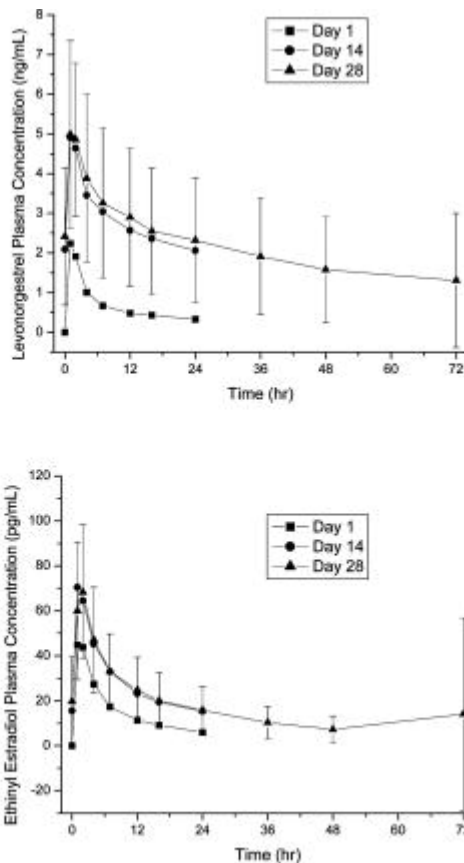 8
7
6
5
4
3
2
1
0
Levonorgestrel Plasma Concentration (ng/mL)
Day 1
Day 14
Day 28
0 12 24 36 48 60 72
Time (hr)
120
100
80
60
40
20
0
-20
Ethinyl Estradiol Plasma Concentration (pg/mL)
Day 1
Day 14
Day 28
0 12 24 36 48 60 72
Time (hr)